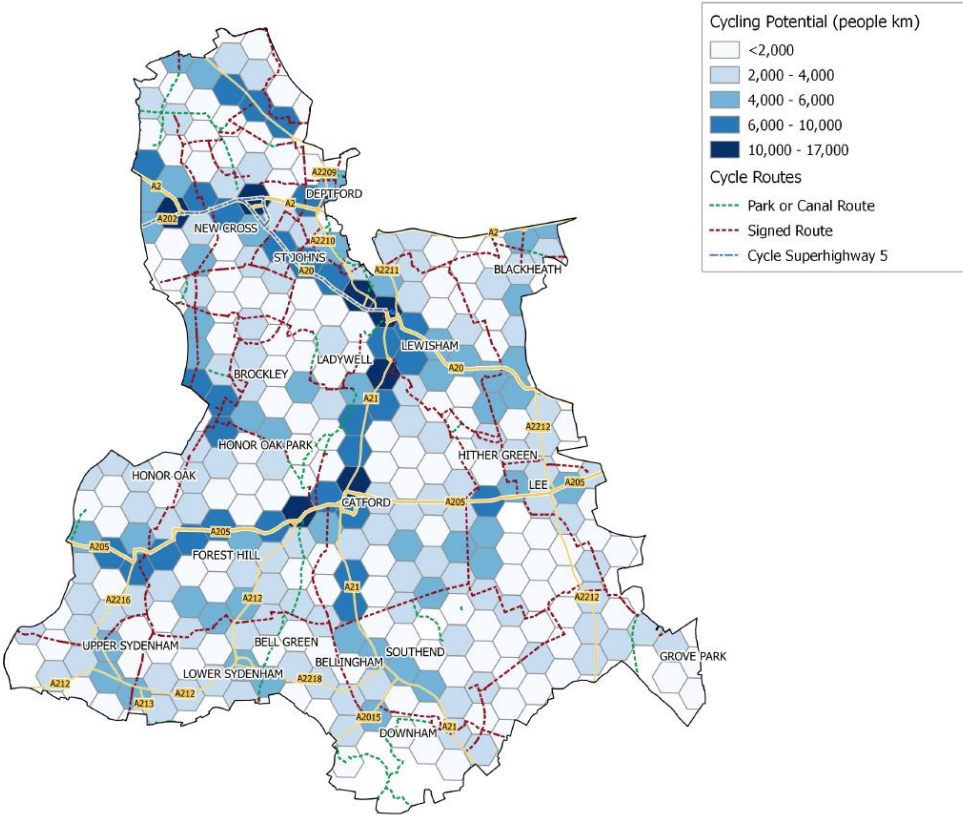 Cycling Potential (people km)
<2,000
2,000 - 4,000
4,000 - 6,000
6,000 - 10,000
10,000 - 17,000
Cycle Routes
Park or Canal Route
Signed Route
Cycle Superhighway 5
A2209
A2
DEPTFORD
A2
A202
NEW CROSS
A2210
A2
ST JOHNS
A20
A2211
BLACKHEATH
LEWISHAM
LADYWELL
A20
BROCKLEY
A21
A2212
HONOR OAK PARK
HITHER GREEN
HONOR OAK
LEE
A205
CATFORD
A205
A205
A205
FOREST HILL
A21
A2216
A212
A2212
UPPER SYDENHAM
BELL GREEN
SOUTHEND
GROVE PARK
BELLINGHAM
LOWER SYDENHAM
A2218
A212
A212
A213
A2015
A21
DOWNHAM